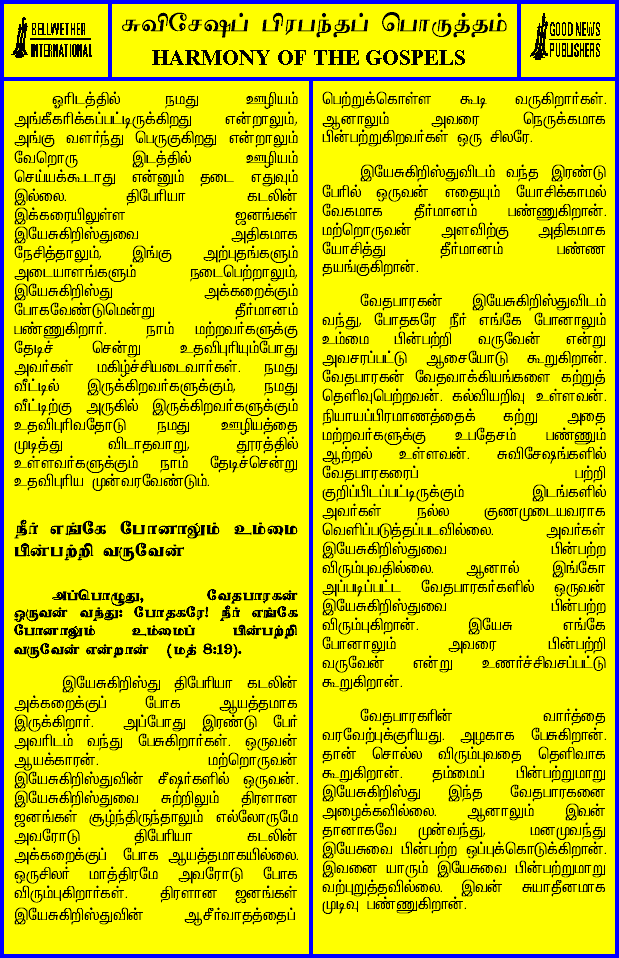 BELLWETHER
INTERNATIONAL
சுவிசேஷப் பிரபந்தப் பொருத்தம்
HARMONY OF THE GOSPELS
GOOD NEWS
PUBLISHERS
ஓரிடத்தில் நமது ஊழியம்
அங்கீகரிக்கப்பட்டிருக்கிறது என்றாலும்,
அங்கு வளர்ந்து பெருகுகிறது என்றாலும்
வேறொரு இடத்தில் ஊழியம்
செய்யக்கூடாது என்னும் தடை எதுவும்
இல்லை. திபேரியா கடலின்
இக்கரையிலுள்ள ஜனங்கள்
இயேசுகிறிஸ்துவை அதிகமாக
நேசித்தாலும், இங்கு அற்புதங்களும்
அடையாளங்களும் நடைபெற்றாலும்,
இயேசுகிறிஸ்து அக்கரைக்கும்
போகவேண்டுமென்று தீர்மானம்
பண்ணுகிறார். நாம் மற்றவர்களுக்கு
தேடிச் சென்று உதவிபுரியும்போது
அவர்கள் மகிழ்ச்சியடைவார்கள். நமது
வீட்டில் இருக்கிறவர்களுக்கும், நமது
வீட்டிற்கு அருகில் இருக்கிறவர்களுக்கும்
உதவிபுரிவதோடு நமது ஊழியத்தை
முடித்து விடாதவாறு, தூரத்தில்
உள்ளவர்களுக்கும் நாம் தேடிச்சென்று
உதவிபுரிய முன்வரவேண்டும்.
நீர் எங்கே போனாலும் உம்மை
பின்பற்றி வருவேன்
அப்பொழுது, வேதபாரகன்
ஒருவன் வந்து: போதகரே! நீர் எங்கே
போனாலும் உம்மைப் பின்பற்றி
வருவேன் என்றான் (மத் 8:19).
இயேசுகிறிஸ்து திபேரியா கடலின்
அக்கரைக்குப் போக ஆயத்தமாக
இருக்கிறார். அப்போது இரண்டு பேர்
அவரிடம் வந்து பேசுகிறார்கள். ஒருவன்
ஆயக்காரன். மற்றொருவன்
இயேசுகிறிஸ்துவின் சீஷர்களில் ஒருவன்.
இயேசுகிறிஸ்துவை சுற்றிலும் திரளான
ஜனங்கள் சூழ்ந்திருந்தாலும் எல்லோருமே
அவரோடு திபேரியா கடலின்
அக்கரைக்குப் போக ஆயத்தமாயில்லை.
ஒருசிலர் மாத்திரமே அவரோடு போக
விரும்புகிறார்கள். திரளான ஜனங்கள்
இயேசுகிறிஸ்துவின் ஆசீர்வாதத்தைப்
பெற்றுக்கொள்ள கூடி வருகிறார்கள்.
ஆனாலும் அவரை நெருக்கமாக
பின்பற்றுகிறவர்கள் ஒரு சிலரே.
இயேசுகிறிஸ்துவிடம் வந்த இரண்டு
பேரில் ஒருவன் எதையும் யோசிக்காமல்
வேகமாக தீர்மானம் பண்ணுகிறான்.
மற்றொருவன் அளவிற்கு அதிகமாக
யோசித்து தீர்மானம் பண்ண
தயங்குகிறான்.
வேதபாரகன் இயேசுகிறிஸ்துவிடம்
வந்து, போதகரே நீர் எங்கே போனாலும்
உம்மை பின்பற்றி வருவேன் என்று
அவசரப்பட்டு ஆசையோடு கூறுகிறான்.
வேதபாரகன் வேதவாக்கியங்களை கற்றுத்
தெளிவுபெற்றவன். கல்வியறிவு உள்ளவன்.
நியாயப்பிரமாணத்தைக் கற்று அதை
மற்றவர்களுக்கு உபதேசம் பண்ணும்
ஆற்றல் உள்ளவன். சுவிசேஷங்களில்
வேதபாரகரைப் பற்றி
குறிப்பிடப்பட்டிருக்கும் இடங்களில்
அவர்கள் நல்ல குணமுடையவராக
வெளிப்படுத்தப்படவில்லை. அவர்கள்
இயேசுகிறிஸ்துவை பின்பற்ற
விரும்புவதில்லை. ஆனால் இங்கோ
அப்படிப்பட்ட வேதபாரகர்களில் ஒருவன்
இயேசுகிறிஸ்துவை பின்பற்ற
விரும்புகிறான். இயேசு எங்கே
போனாலும் அவரை பின்பற்றி
வருவேன் என்று உணர்ச்சிவசப்பட்டு
கூறுகிறான்.
வேதபாரகரின் வார்த்தை
வரவேற்புக்குரியது. அழகாக பேசுகிறான்.
தான் சொல்ல விரும்புவதை தெளிவாக
கூறுகிறான். தம்மைப் பின்பற்றுமாறு
இயேசுகிறிஸ்து இந்த வேதபாரகனை
அழைக்கவில்லை. ஆனாலும் இவன்
தானாகவே முன்வந்து, மனமுவந்து
இயேசுவை பின்பற்ற ஒப்புக்கொடுக்கிறான்.
இவனை யாரும் இயேசுவை பின்பற்றுமாறு
வற்புறுத்தவில்லை. இவன் சுயாதீனமாக
முடிவு பண்ணுகிறான்.